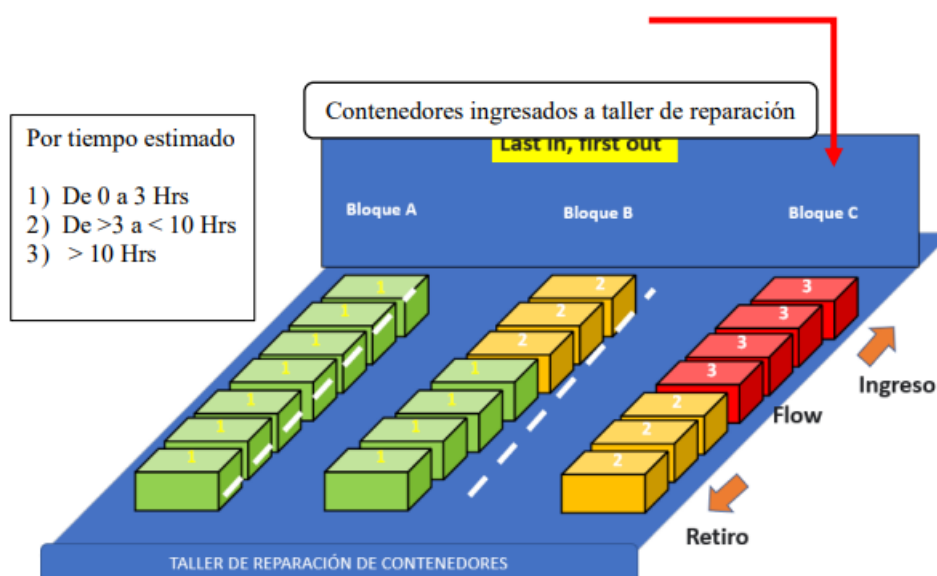 Contenedores ingresados a taller de reparación
Por tiempo estimado
1) De 0 a 3 Hrs
2) De >3 a < 10 Hrs
3) > 10 Hrs
Last in, first out
Bloque A
Bloque B
Bloque C
1
2
3
1
2
3
1
2
3
1
1
3
1
1
2
1
1
2
1
1
2
Ingreso
Flow
Retiro
TALLER DE REPARACIÓN DE CONTENEDORES